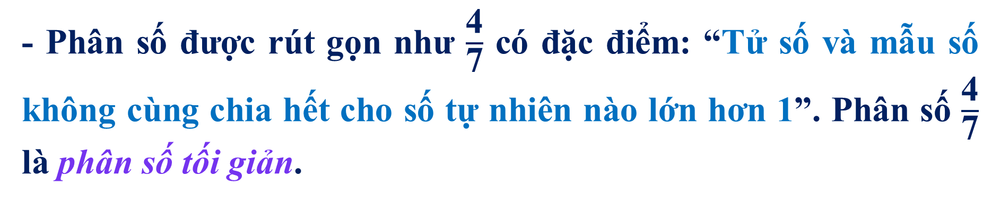 - Phân số được rút gọn như 4/7 có đặc điểm: “Tử số và mẫu số
không cùng chia hết cho số tự nhiên nào lớn hơn 1”. Phân số 4/7
là phân số tối giản.